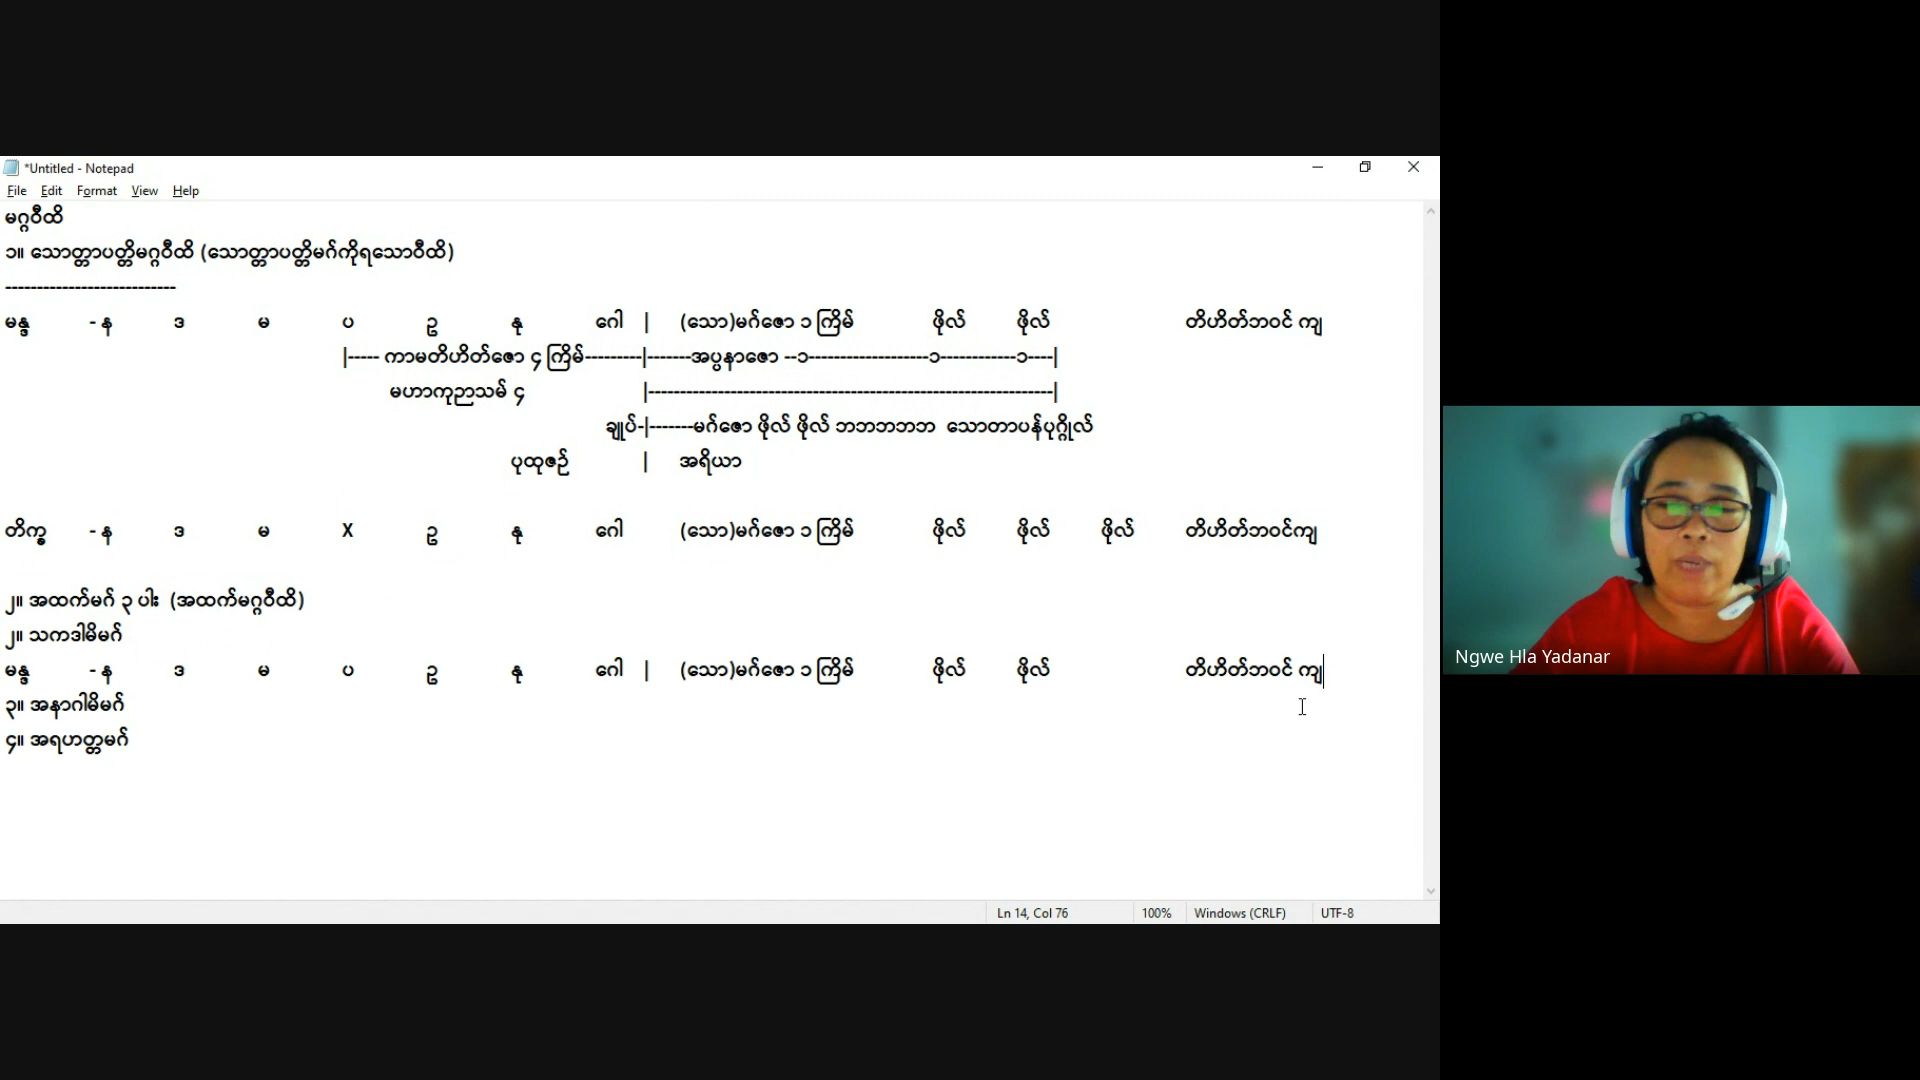 *Untitled - Notepad
File Edit Format View Help
မဂ္ဂဝီထိ
၁။ သောတ္တာပတ္တိမဂ္ဂဝီထိ (သောတ္တာပတ္တိမဂ်ကိုရသောဝီထိ)
---------------------------
မန္ဒ - န ဒ မ ပ ဥ နု ဂေါ | (သော)မဂ်ဇော ၁ ကြိမ် ဖိုလ် ဖိုလ် တိဟိတ်ဘဝင် ကျ
|----- ကာမတိဟိတ်ဇော ၄ ကြိမ်---------|-------အပ္ပနာဇော --၁-------------------၁------------၁----|
မဟာကုဉာသမ် ၄ |----------------------------------------------------------------|
ချုပ်-|-------မဂ်ဇော ဖိုလ် ဖိုလ် ဘဘဘဘဘ သောတာပန်ပုဂ္ဂိုလ်
ပုထုဇဉ် | အရိယာ
တိက္ခ - န ဒ မ X ဥ နု ဂေါ (သော)မဂ်ဇော ၁ ကြိမ် ဖိုလ် ဖိုလ် ဖိုလ် တိဟိတ်ဘဝင်ကျ
၂။ အထက်မဂ် ၃ ပါး (အထက်မဂ္ဂဝီထိ)
၂။ သကဒါမိမဂ်
မန္ဒ - န ဒ မ ပ ဥ နု ဂေါ | (သော)မဂ်ဇော ၁ ကြိမ် ဖိုလ် ဖိုလ် တိဟိတ်ဘဝင် ကျ
၃။ အနာဂါမိမဂ်
၄။ အရဟတ္တမဂ်
Ln 14, Col 76 100% Windows (CRLF) UTF-8
Ngwe Hla Yadanar